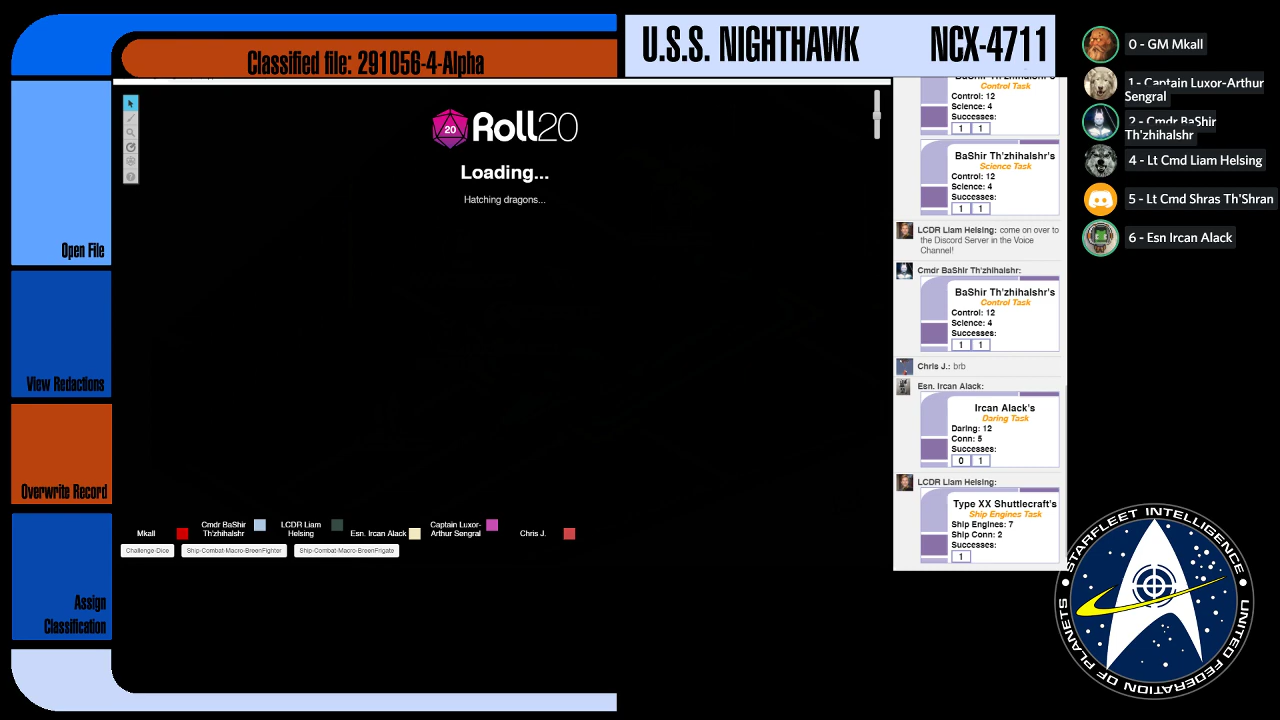 Classified file: 291056-4-Alpha
U.S.S. NIGHTHAWK
NCX-4711
Open File
View Redactions
Overwrite Record
Assign
Classification
20
Roll20
Loading...
Hatching dragons...
Mkall
Cmdr BaShir
Th'zhihalshr
LCDR Liam
Helsing
Esn. Ircan Alack
Captain Luxor-
Arthur Sengral
Chris J.
Challenge-Dice
Ship-Combat-Macro-BreenFighter
Ship-Combat-Macro-BreenFrigate
BaShir Th'zhihalshr's
Control Task
Control: 12
Science: 4
Successes:
1 1
BaShir Th'zhihalshr's
Science Task
Control: 12
Science: 4
Successes:
1 1
LCDR Liam Helsing: come on over to
the Discord Server in the Voice
Channel!
Cmdr BaShir Th'zhihalshr:
BaShir Th'zhihalshr's
Control Task
Control: 12
Science: 4
Successes:
1 1
Chris J.: brb
Esn. Ircan Alack:
Ircan Alack's
Daring Task
Daring: 12
Conn: 5
Successes:
0 1
LCDR Liam Helsing:
Type XX Shuttlecraft's
Ship Engines Task
Ship Engines: 7
Ship Conn: 2
Successes:
1
0 - GM Mkall
1 - Captain Luxor-Arthur
Sengral
2 - Cmdr BaShir
Th'zhihalshr
4 - Lt Cmd Liam Helsing
5 - Lt Cmd Shras Th'Shran
6 - Esn Ircan Alack
STARFLEET INTELLIGENCE
UNITED FEDERATION OF PLANETS